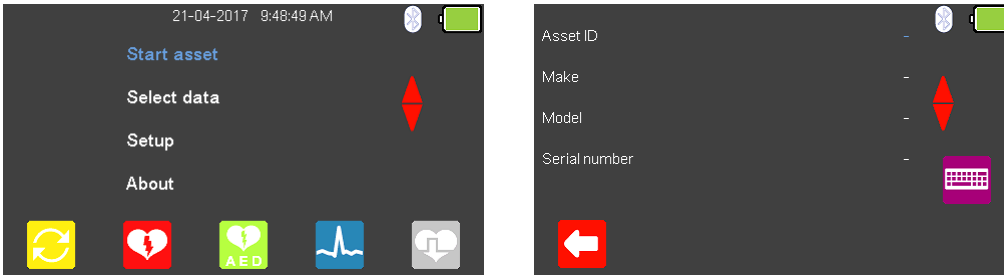 21-04-2017 9:48:49 AM
Start asset
Select data
Setup
About
AED
Asset ID -
Make -
Model -
Serial number -